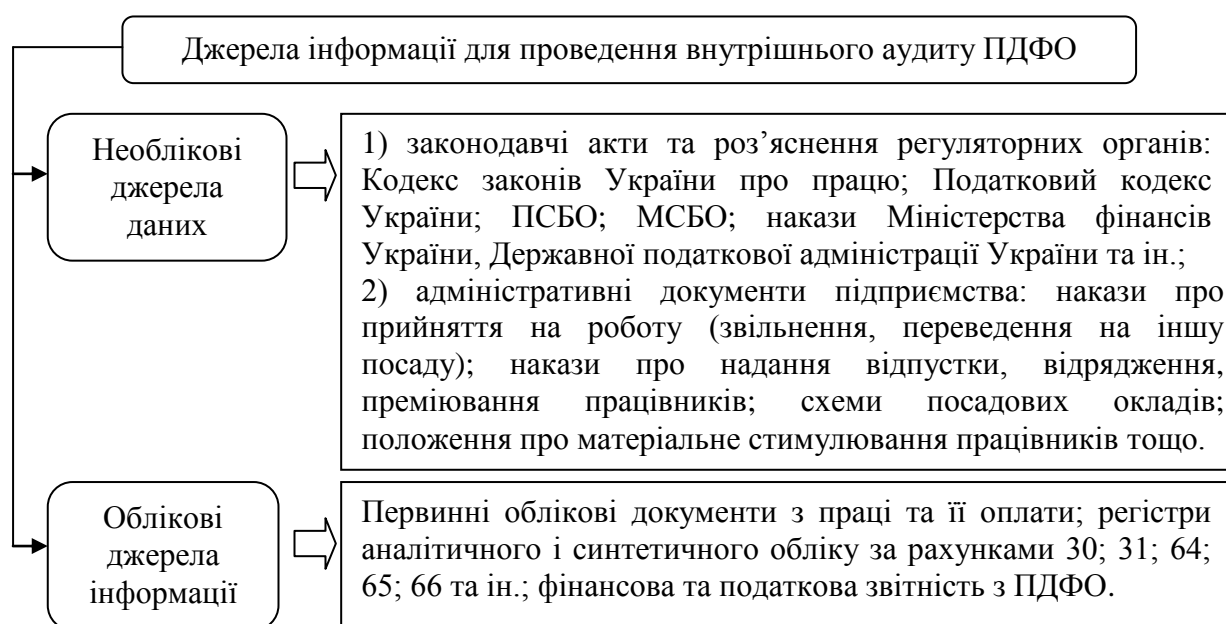 Джерела інформації для проведення внутрішнього аудиту ПДФО
Необлікові
джерела
даних
1) законодавчі акти та роз’яснення регуляторних органів:
Кодекс законів України про працю; Податковий кодекс
України; ПСБО; МСБО; накази Міністерства фінансів
України, Державної податкової адміністрації України та ін.;
2) адміністративні документи підприємства: накази про
прийняття на роботу (звільнення, переведення на іншу
посаду); накази про надання відпустки, відрядження,
преміювання працівників; схеми посадових окладів;
положення про матеріальне стимулювання працівників тощо.
Облікові
джерела
інформації
Первинні облікові документи з праці та її оплати; регістри
аналітичного і синтетичного обліку за рахунками 30; 31; 64;
65; 66 та ін.; фінансова та податкова звітність з ПДФО.